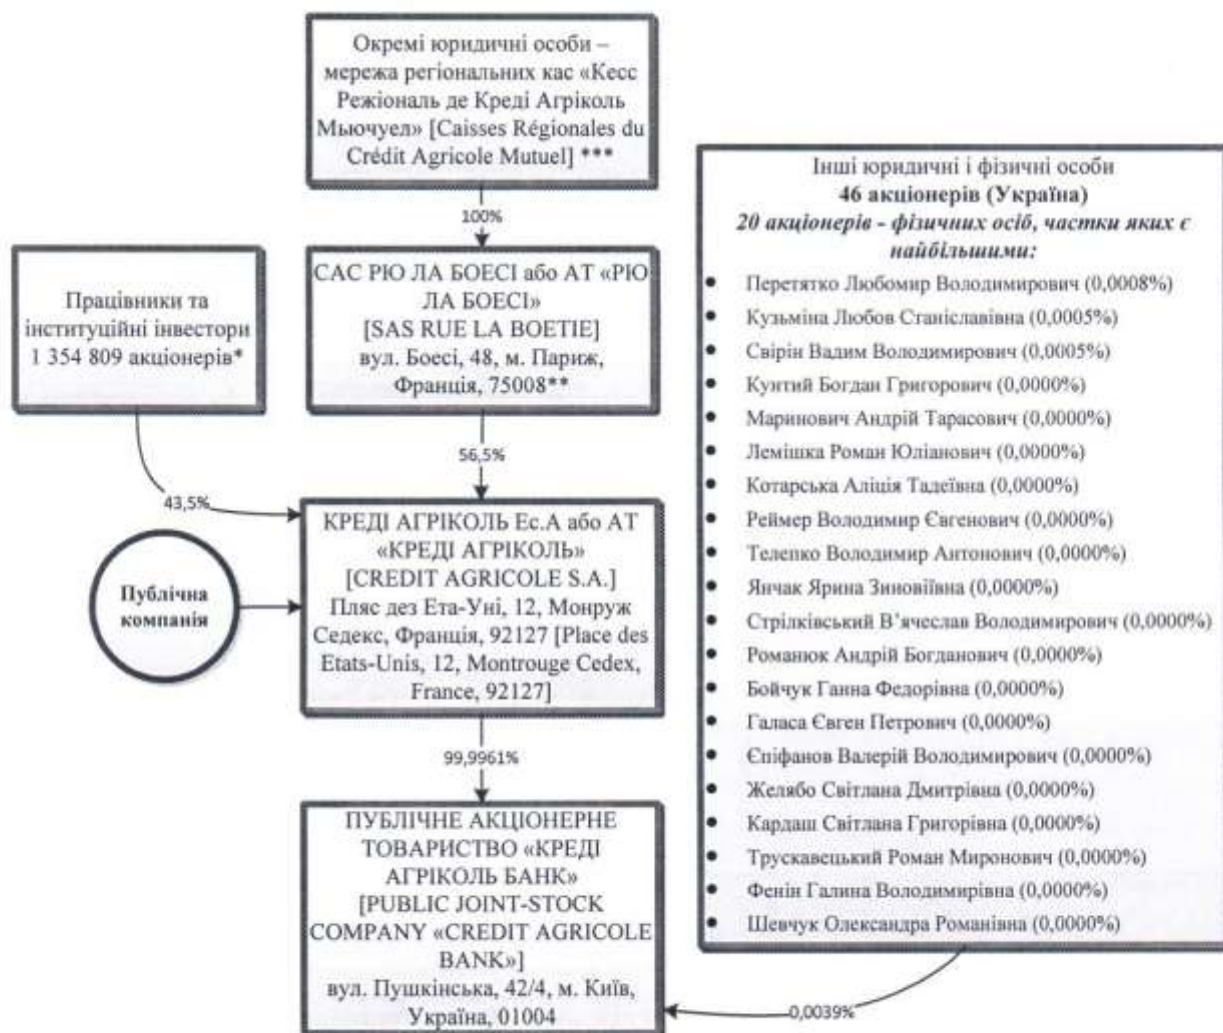 Окремі юридичні особи –
мережа регіональних кас «Кесс
Режіональ де Креді Агріколь
Мьючуел» [Caisses Régionales du
Crédit Agricole Mutuel] ***
100%
САС РЮ ЛА БОЕСІ або АТ «РЮ
ЛА БОЕСІ»
[SAS RUE LA BOETIE]
вул. Боесі, 48, м. Париж,
Франція, 75008**
Працівники та
інституційні інвестори
1 354 809 акціонерів*
56,5%
43,5%
Публічна
компанія
КРЕДІ АГРІКОЛЬ Ес.А або АТ
«КРЕДІ АГРІКОЛЬ»
[CREDIT AGRICOLE S.A.]
Пляс дез Ета-Уні, 12, Монруж
Седекс, Франція, 92127 [Place des
Etats-Unis, 12, Montrouge Cedex,
France, 92127]
99,9961%
ПУБЛІЧНЕ АКЦІОНЕРНЕ
ТОВАРИСТВО «КРЕДІ
АГРІКОЛЬ БАНК»
[PUBLIC JOINT-STOCK
COMPANY «CREDIT AGRICOLE
BANK»]
вул. Пушкінська, 42/4, м. Київ,
Україна, 01004
Інші юридичні і фізичні особи
46 акціонерів (Україна)
20 акціонерів - фізичних осіб, частки яких є
найбільшими:
• Перетятко Любомир Володимирович (0,0008%)
• Кузьміна Любов Станіславівна (0,0005%)
• Свірін Вадим Володимирович (0,0005%)
• Кунтий Богдан Григорович (0,0000%)
• Маринович Андрій Тарасович (0,0000%)
• Лемішка Роман Юліанович (0,0000%)
• Котарська Аліція Тадеївна (0,0000%)
• Реймер Володимир Євгенович (0,0000%)
• Телепко Володимир Антонович (0,0000%)
• Янчак Ярина Зиновіївна (0,0000%)
• Стрілківський В’ячеслав Володимирович (0,0000%)
• Романюк Андрій Богданович (0,0000%)
• Бойчук Ганна Федорівна (0,0000%)
• Галаса Євген Петрович (0,0000%)
• Єпіфанов Валерій Володимирович (0,0000%)
• Желябо Світлана Дмитрівна (0,0000%)
• Кардаш Світлана Григорівна (0,0000%)
• Трускавецький Роман Миронович (0,0000%)
• Фенін Галина Володимирівна (0,0000%)
• Шевчук Олександра Романівна (0,0000%)
0,0039%